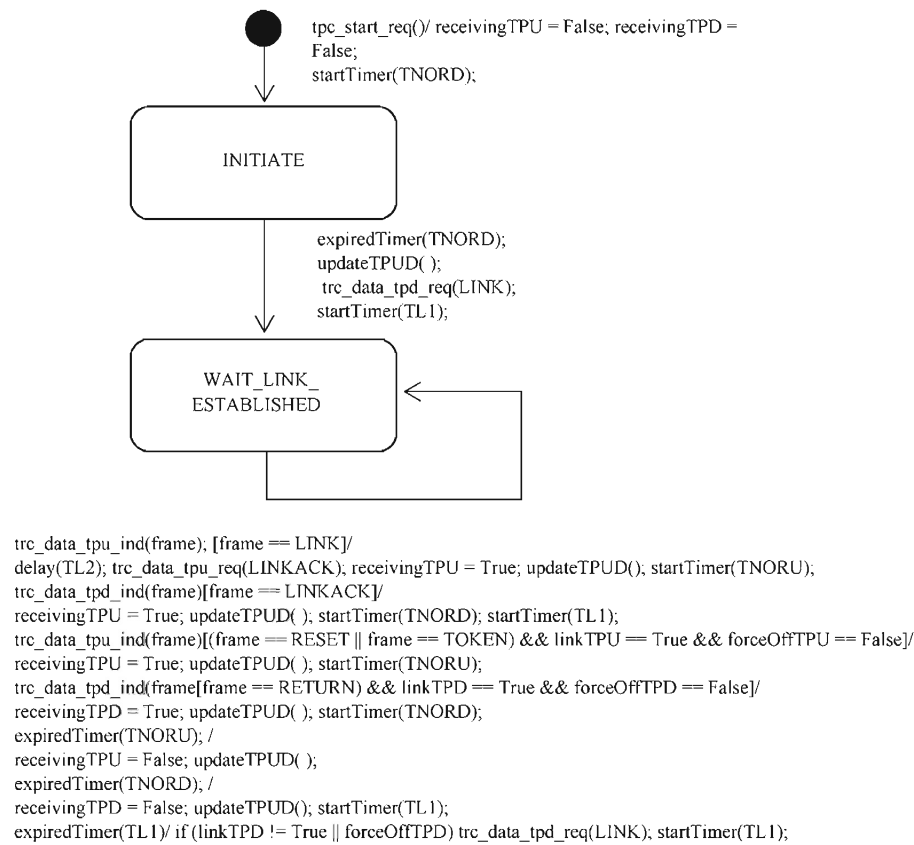 tpc_start_req()/ receivingTPU = False; receivingTPD =
False;
startTimer(TNORD);
INITIATE
expiredTimer(TNORD);
updateTPUD( );
trc_data_tpd_req(LINK);
startTimer(TL1);
WAIT_LINK_
ESTABLISHED
trc_data_tpu_ind(frame); [frame == LINK]/
delay(TL2); trc_data_tpu_req(LINKACK); receivingTPU = True; updateTPUD(); startTimer(TNORU);
trc_data_tpd_ind(frame)[frame == LINKACK]/
receivingTPU = True; updateTPUD( ); startTimer(TNORD); startTimer(TL1);
trc_data_tpu_ind(frame)[(frame == RESET || frame == TOKEN) && linkTPU == True && forceOffTPU == False]/
receivingTPU = True; updateTPUD( ); startTimer(TNORU);
trc_data_tpd_ind(frame[frame == RETURN) && linkTPD == True && forceOffTPD == False]/
receivingTPD = True; updateTPUD( ); startTimer(TNORD);
expiredTimer(TNORU); /
receivingTPU = False; updateTPUD( );
expiredTimer(TNORD); /
receivingTPD = False; updateTPUD(); startTimer(TL1);
expiredTimer(TL1)/ if (linkTPD != True || forceOffTPD) trc_data_tpd_req(LINK); startTimer(TL1);